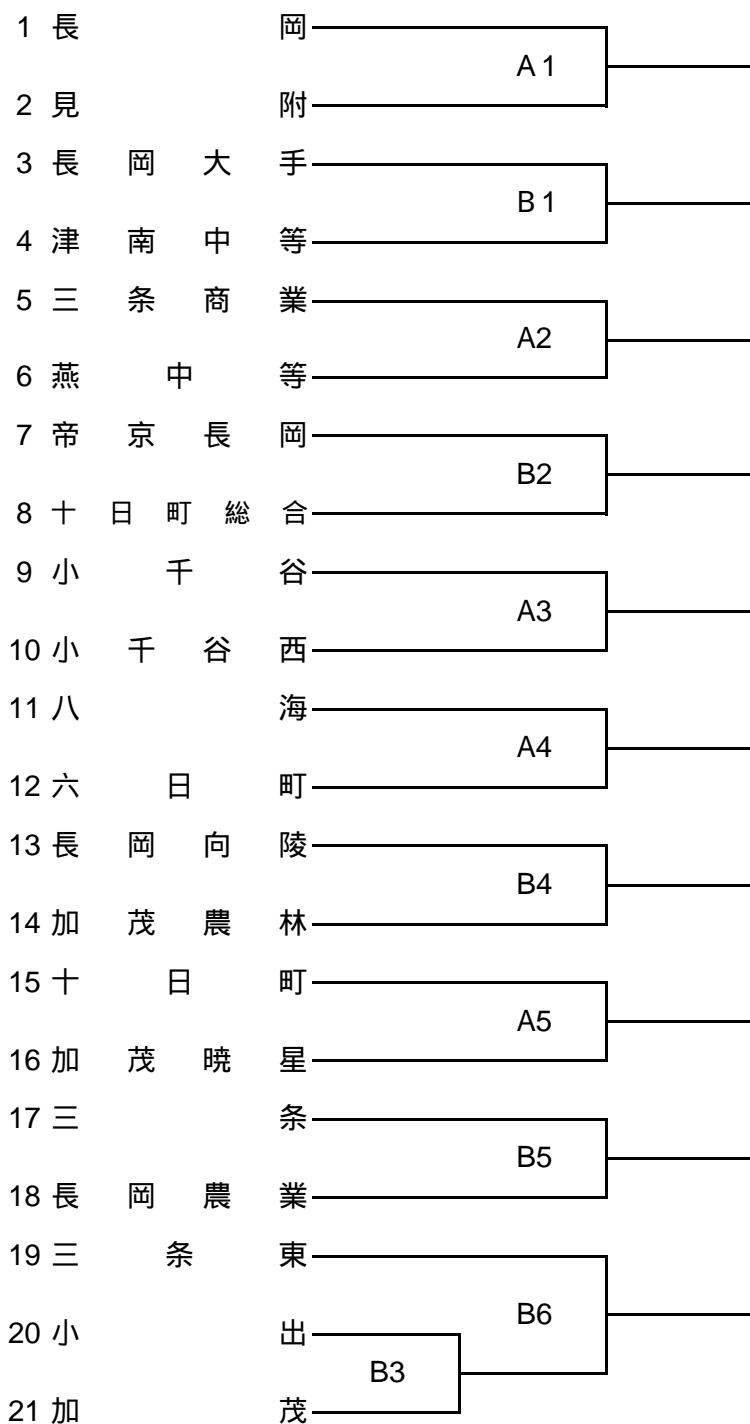 1 長岡
A1
2 見附
3 長岡大手
B1
4 津南中等
5 三条商業
A2
6 燕中等
7 帝京長岡
B2
8 十日町総合
9 小千谷
A3
10 小千谷西
11 八海
A4
12 六日町
13 長岡向陵
B4
14 加茂農林
15 十日町
A5
16 加茂暁星
17 三条
B5
18 長岡農業
19 三条東
B6
20 小出
B3
21 加茂